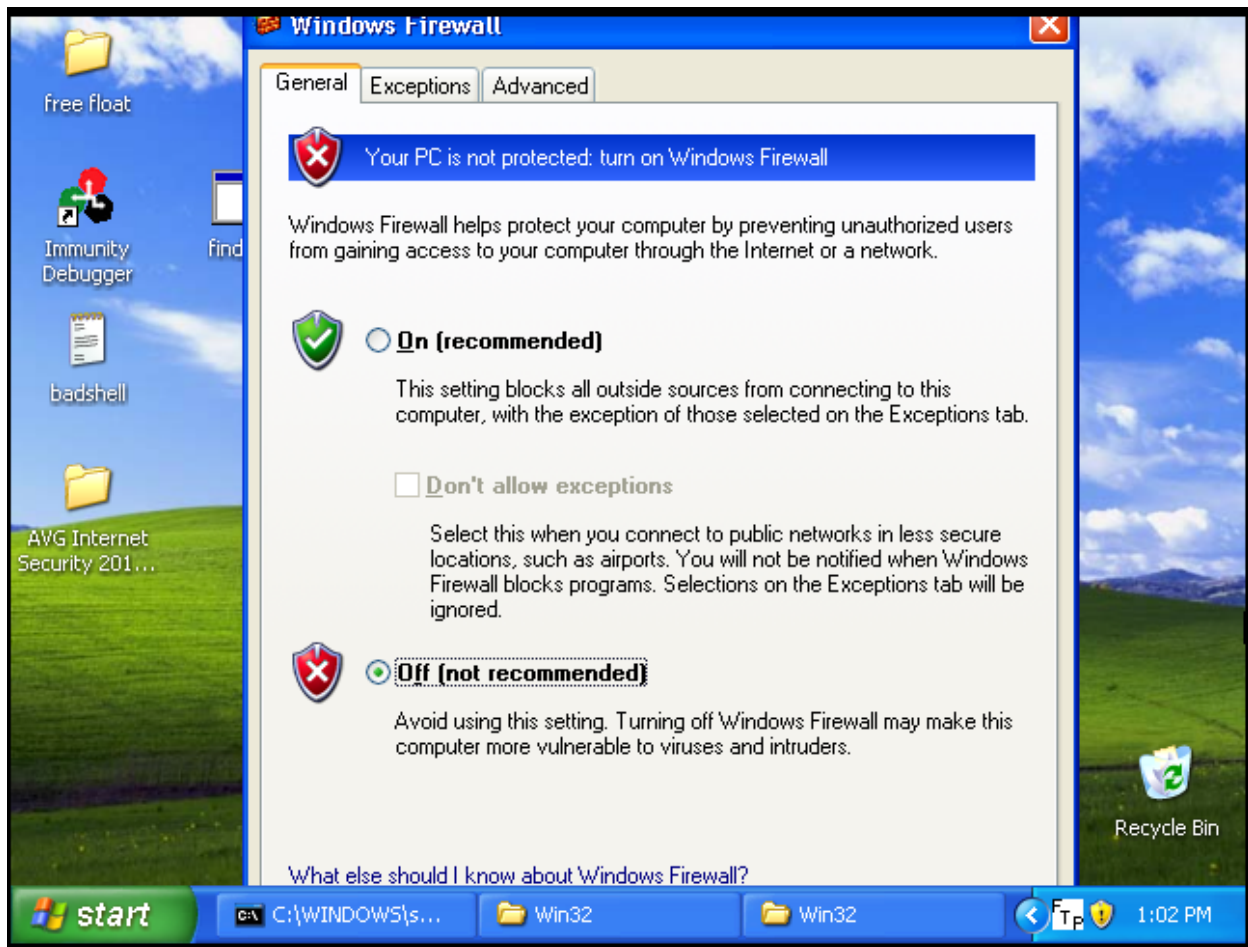 Windows Firewall
free float
General
Exceptions
Advanced
Your PC is not protected: turn on Windows Firewall
Windows Firewall helps protect your computer by preventing unauthorized users
from gaining access to your computer through the Internet or a network.
Immunity
Debugger
find
On (recommended)
This setting blocks all outside sources from connecting to this
computer, with the exception of those selected on the Exceptions tab.
badshell
Don't allow exceptions
Select this when you connect to public networks in less secure
locations, such as airports. You will not be notified when Windows
Firewall blocks programs. Selections on the Exceptions tab will be
ignored.
AVG Internet
Security 201...
Off (not recommended)
Avoid using this setting. Turning off Windows Firewall may make this
computer more vulnerable to viruses and intruders.
Recycle Bin
What else should I know about Windows Firewall?
start
C:\WINDOWS\s...
Win32
Win32
FTP
1:02 PM